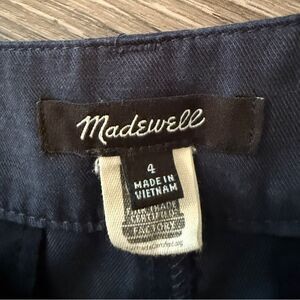 Madewell
4
MADE IN
VIETNAM
FAIR TRADE
CERTIFIED
FACTORY